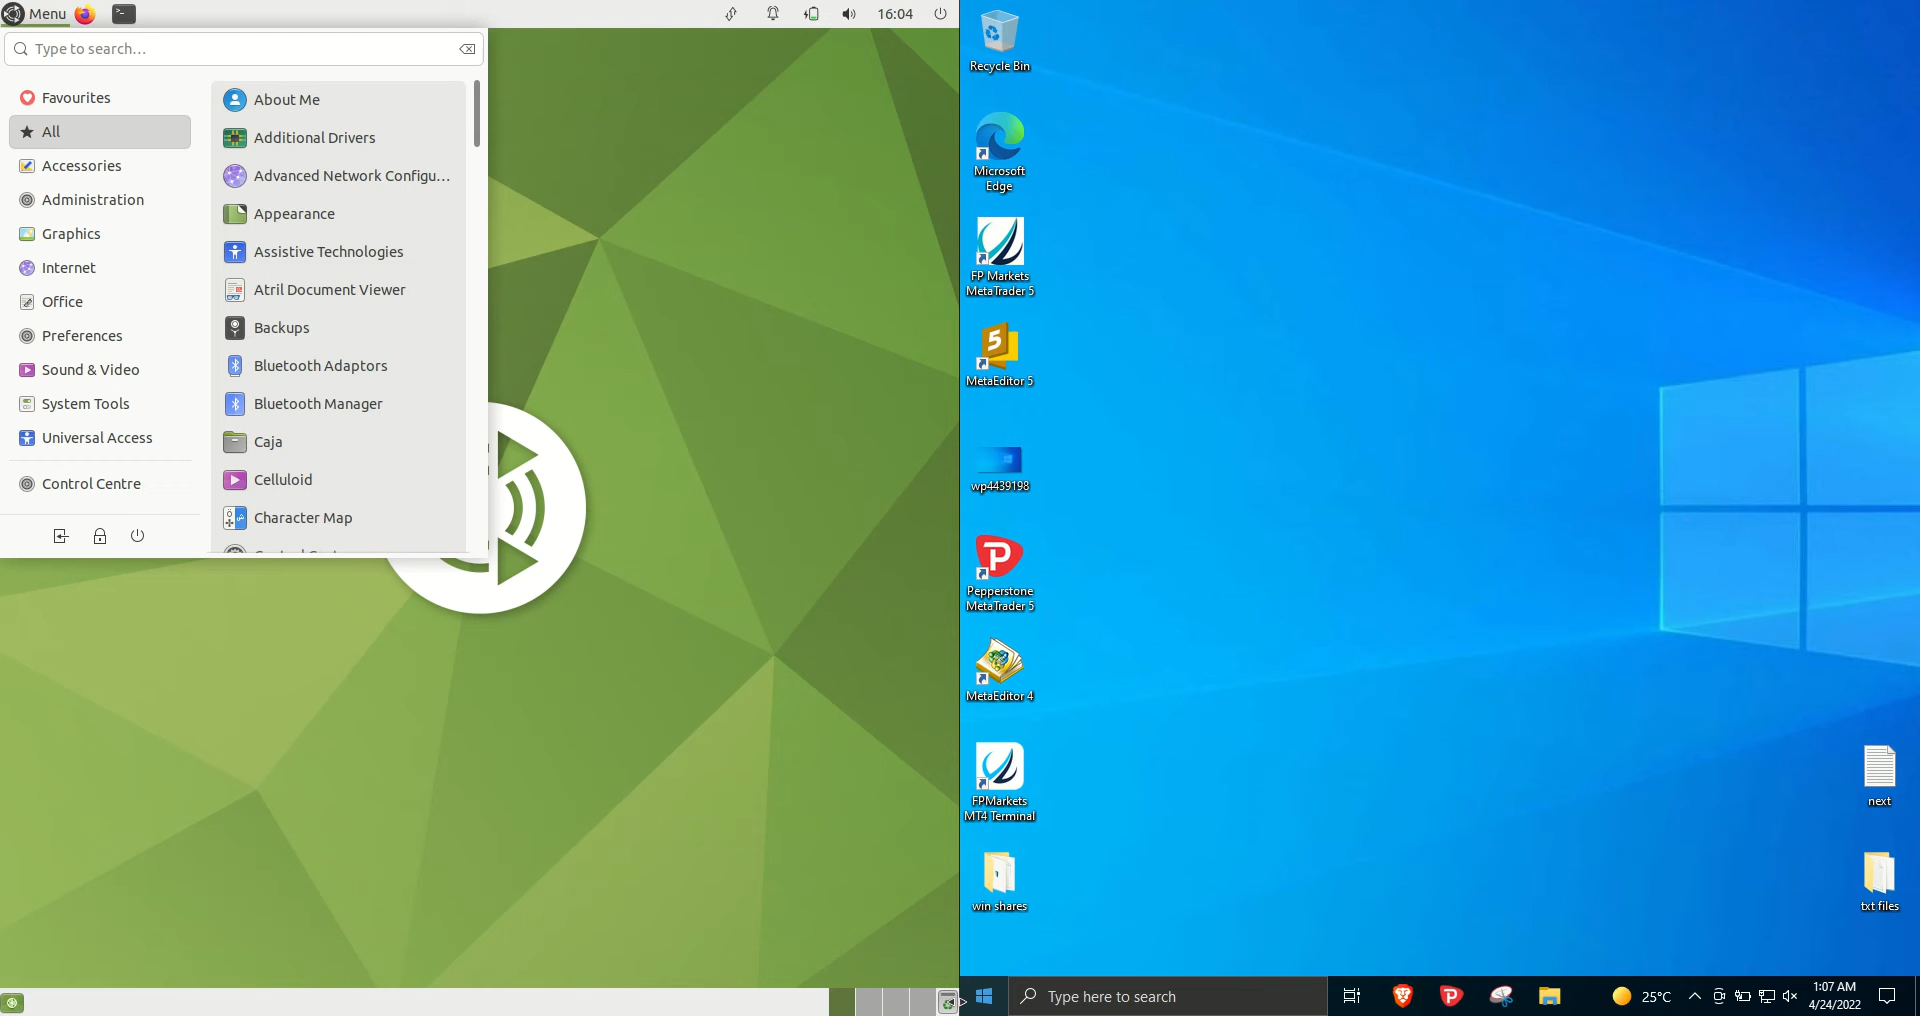 Menu
16:04
Type to search...
Favourites
All
Accessories
Administration
Graphics
Internet
Office
Preferences
Sound & Video
System Tools
Universal Access
Control Centre
About Me
Additional Drivers
Advanced Network Configu...
Appearance
Assistive Technologies
Atril Document Viewer
Backups
Bluetooth Adaptors
Bluetooth Manager
Caja
Celluloid
Character Map
Recycle Bin
Microsoft
Edge
FP Markets
MetaTrader 5
MetaEditor 5
wp4439198
Pepperstone
MetaTrader 5
MetaEditor 4
FPMarkets
MT4 Terminal
win shares
next
txt files
Type here to search
25°C
1:07 AM
4/24/2022